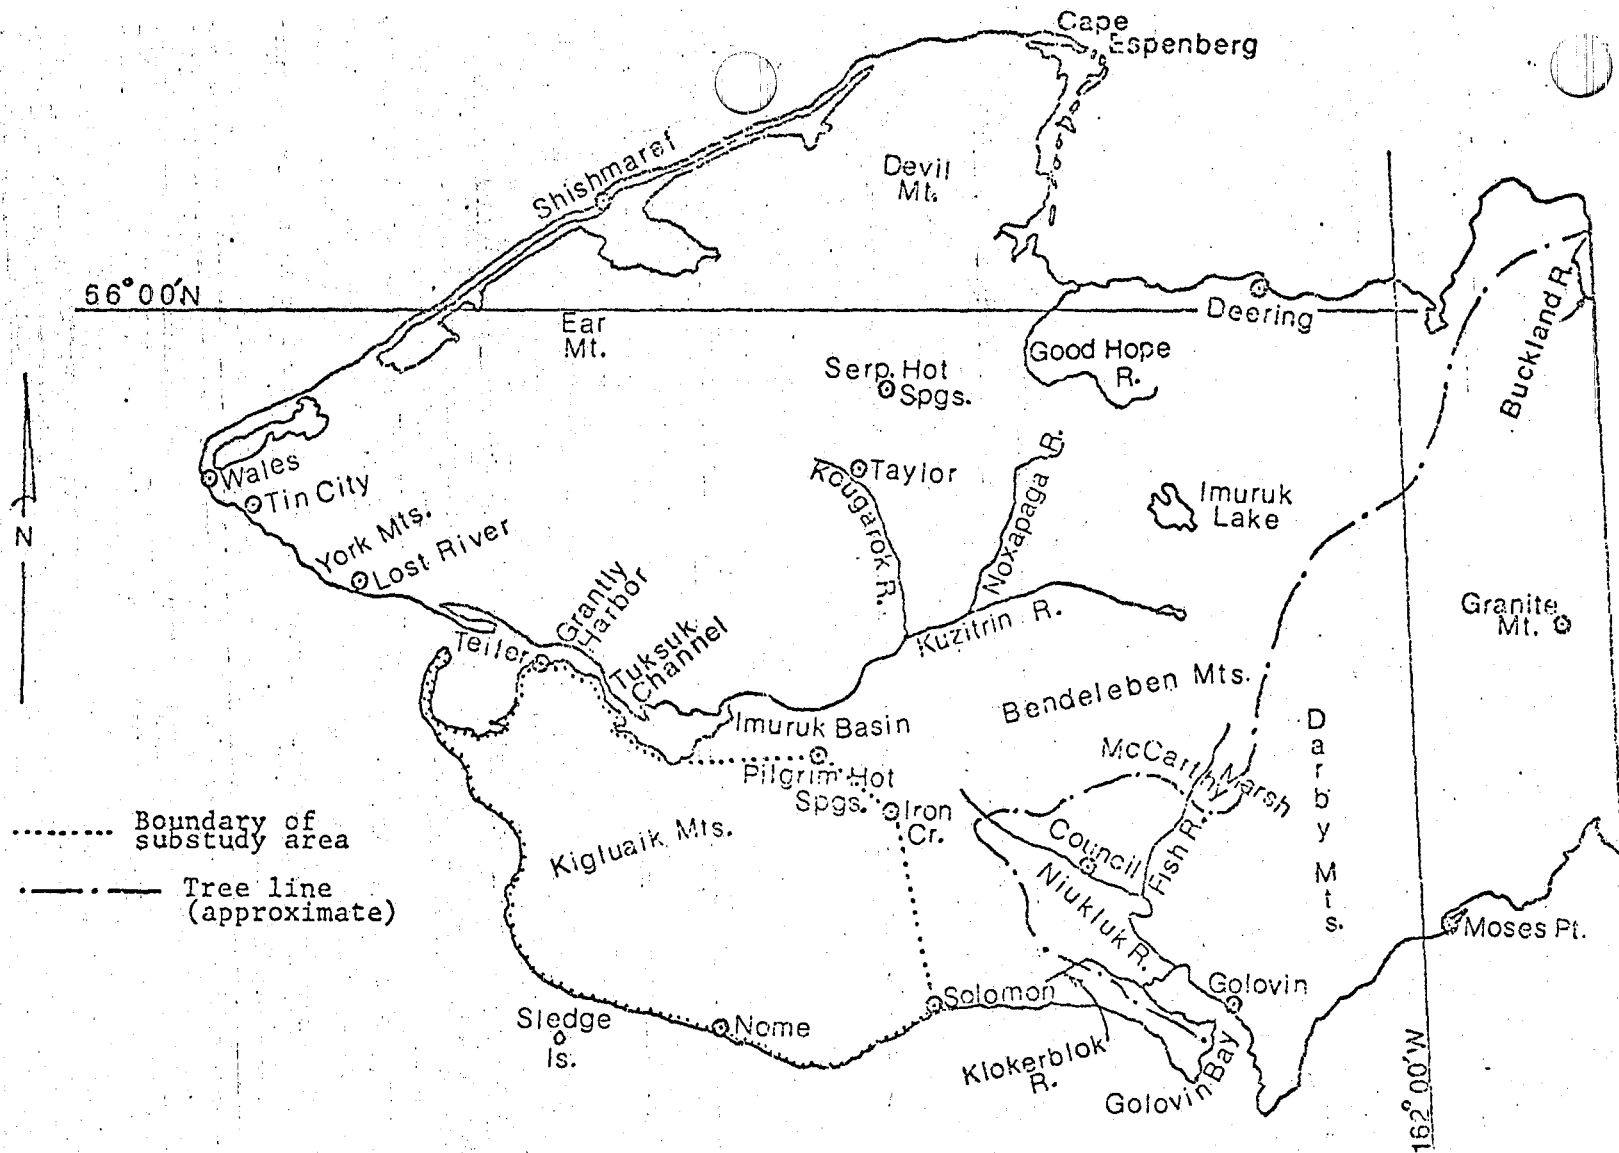 Cape
Espenberg
Shishmaref
Devil
Mt.
66°00'N
Ear
Mt.
Deering
Good Hope
R.
Buckland R.
Serp. Hot
Spgs.
Wales
Tin City
Taylor
Kougarok R.
Noxapaga R.
Imuruk
Lake
N
York Mts.
Lost River
Grantly
Harbor
Granite
Mt.
Teller
Tuksuk
Channel
Kuzitrin R.
Bendeleben Mts.
Imuruk Basin
Darby Mts.
McCarthy Marsh
Pilgrim Hot
Spgs.
Iron
Cr.
Boundary of
substudy area
Kigluaik Mts.
Council
Fish R.
Tree line
(approximate)
Niukluk R.
Moses Pt.
Solomon
Golovin
Sledge
Is.
Nome
Klokerblok
R.
Golovin Bay
162°00'W